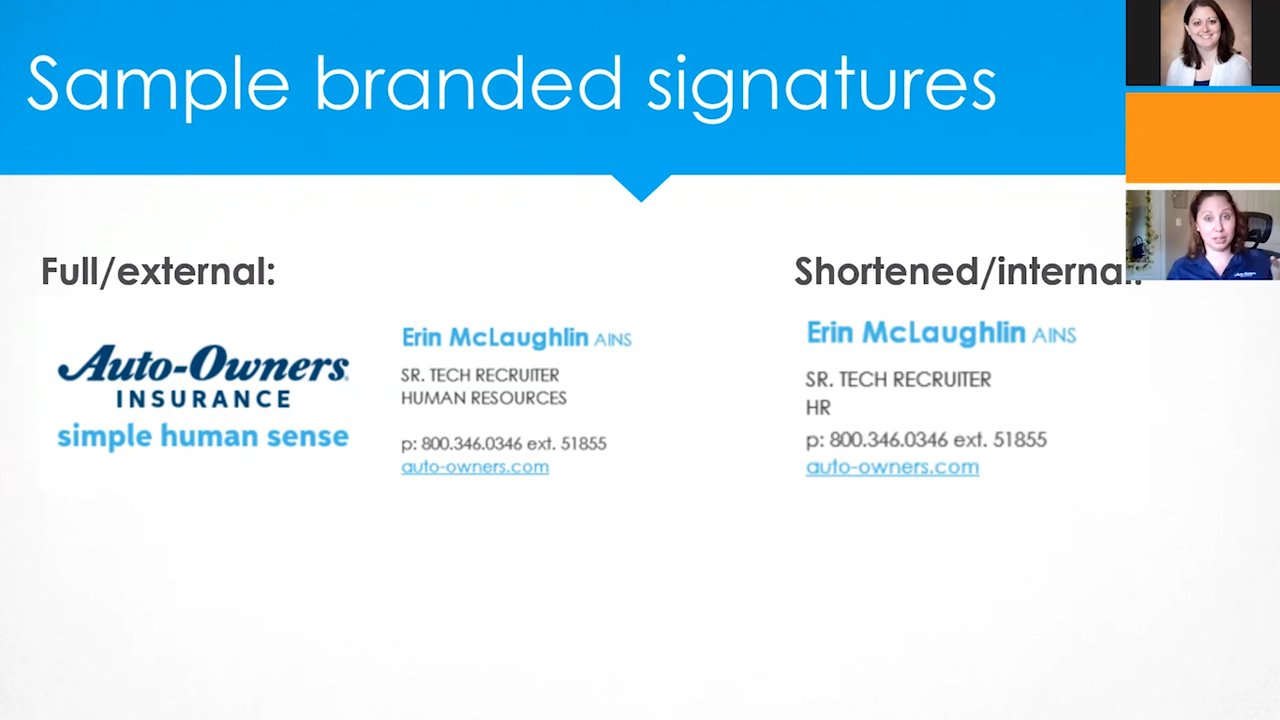 Sample branded signatures
Full/external:
Auto-Owners
INSURANCE
simple human sense
Erin McLaughlin AINS
SR. TECH RECRUITER
HUMAN RESOURCES
p: 800.346.0346 ext. 51855
auto-owners.com
Shortened/internal:
Erin McLaughlin AINS
SR. TECH RECRUITER
HR
p: 800.346.0346 ext. 51855
auto-owners.com